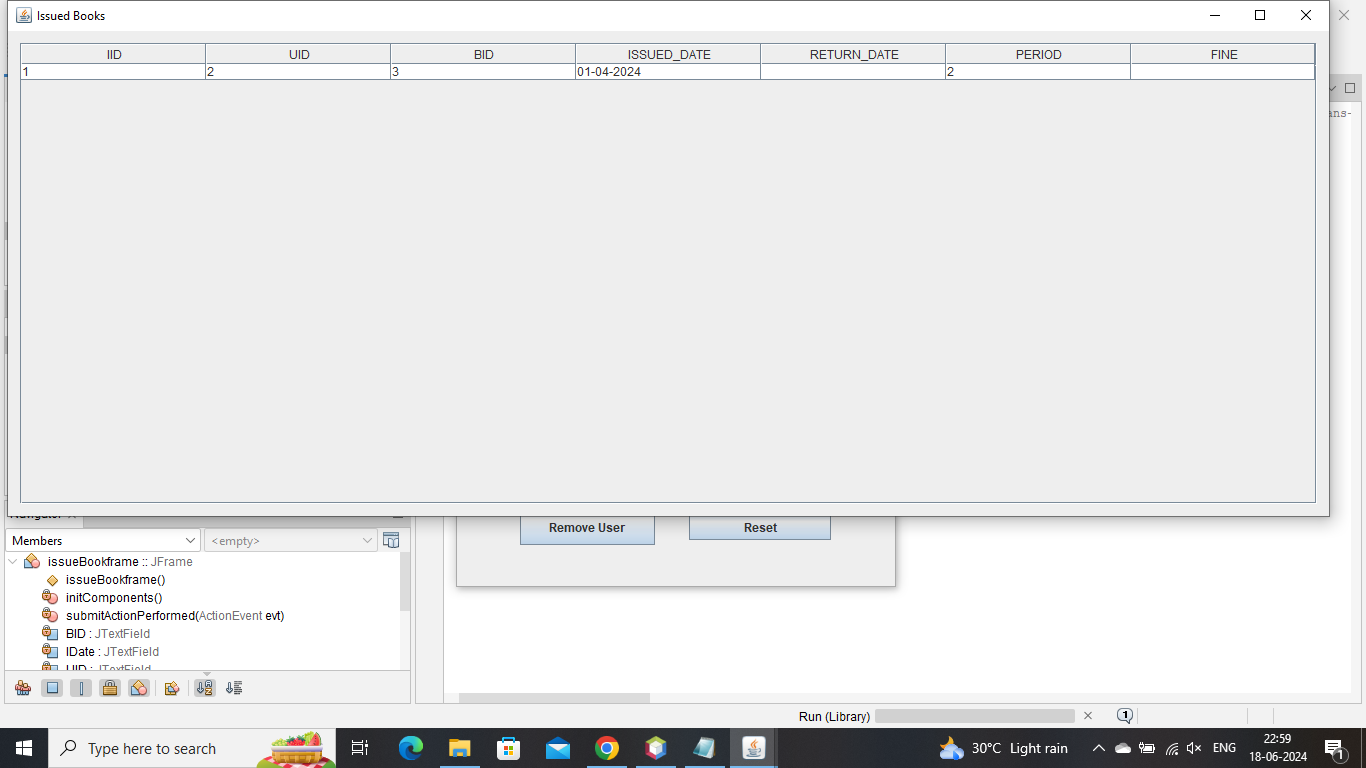 Issued Books
IID UID BID ISSUED_DATE RETURN_DATE PERIOD FINE
1 2 3 01-04-2024 2
ans-
Remove User Reset
Members <empty>
issueBookframe :: JFrame
issueBookframe()
initComponents()
submitActionPerformed(ActionEvent evt)
BID : JTextField
IDate : JTextField
UID : JTextField
Run (Library) 1
Type here to search
30°C Light rain
ENG
22:59
18-06-2024
1